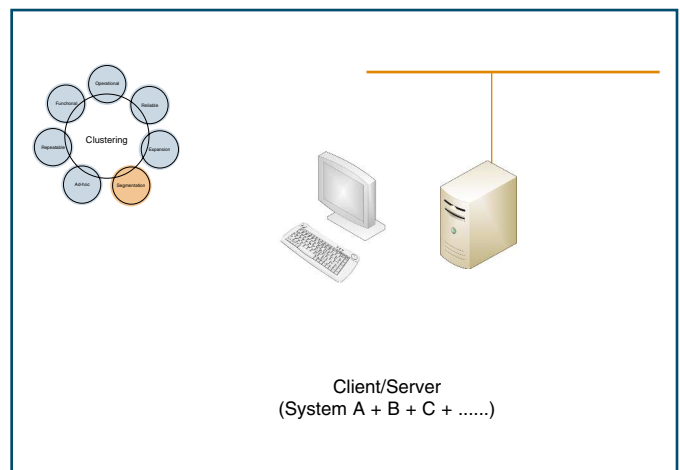 Operational
Functional
Reliable
Clustering
Repeatable
Expansion
Ad-hoc
Segmentation
Client/Server
(System A + B + C + ......)